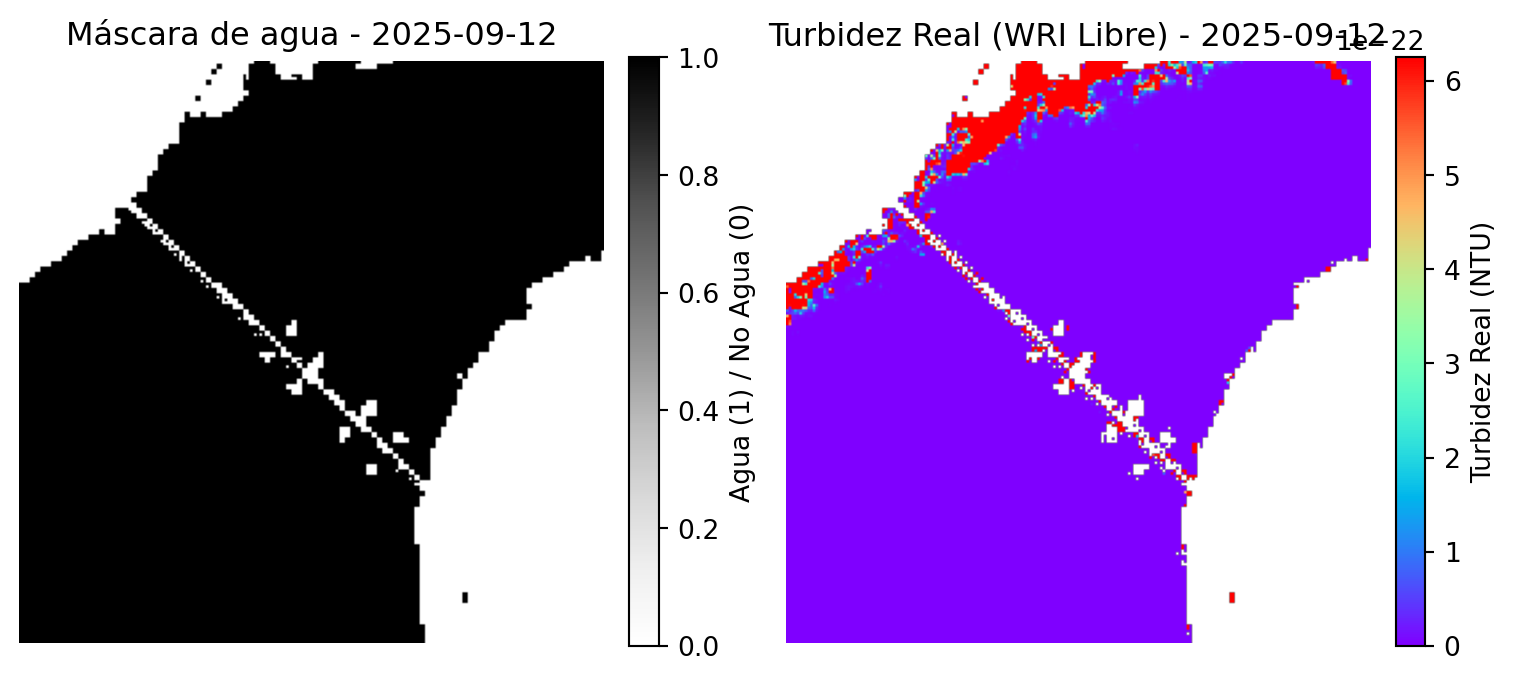 Máscara de agua - 2025-09-12
1.0
0.8
0.6
0.4
0.2
0.0
Agua (1) / No Agua (0)
Turbidez Real (WRI Libre) - 2025-09-12
1e−22
6
5
4
3
2
1
0
Turbidez Real (NTU)